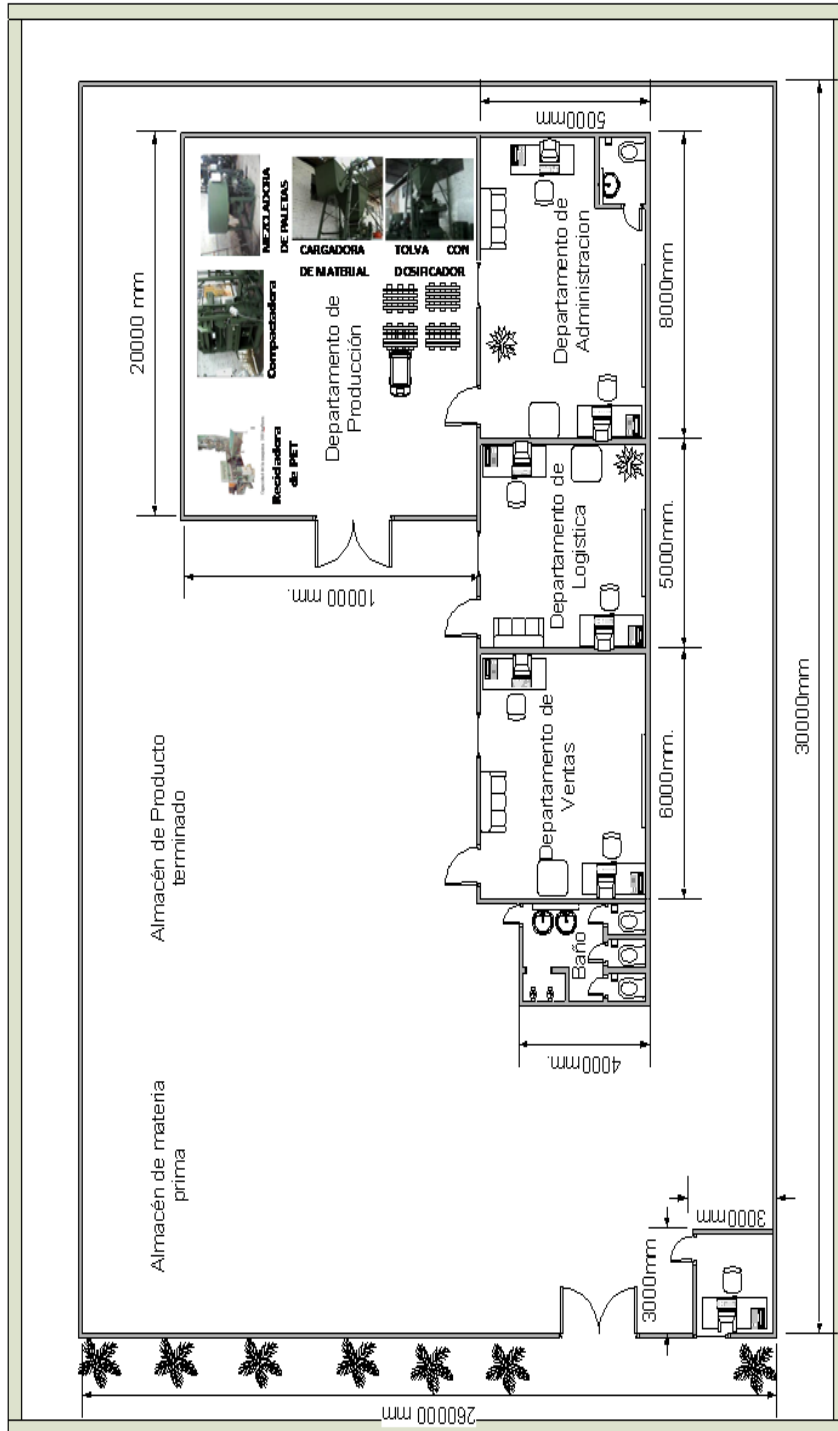 20000 mm
MEZCLADORA
DE PALETAS
CARGADORA
DE MATERIAL
TOLVA CON
DOSIFICADOR
Compactadora
Recicladora
de PET
Departamento de
Producción
10000 mm.
5000mm
Departamento de
Administracion
8000mm
Departamento de
Logistica
5000mm.
Departamento de
Ventas
6000mm.
Baño
4000mm.
Almacén de Producto
terminado
Almacén de materia
prima
3000mm
3000mm
30000mm
260000 mm